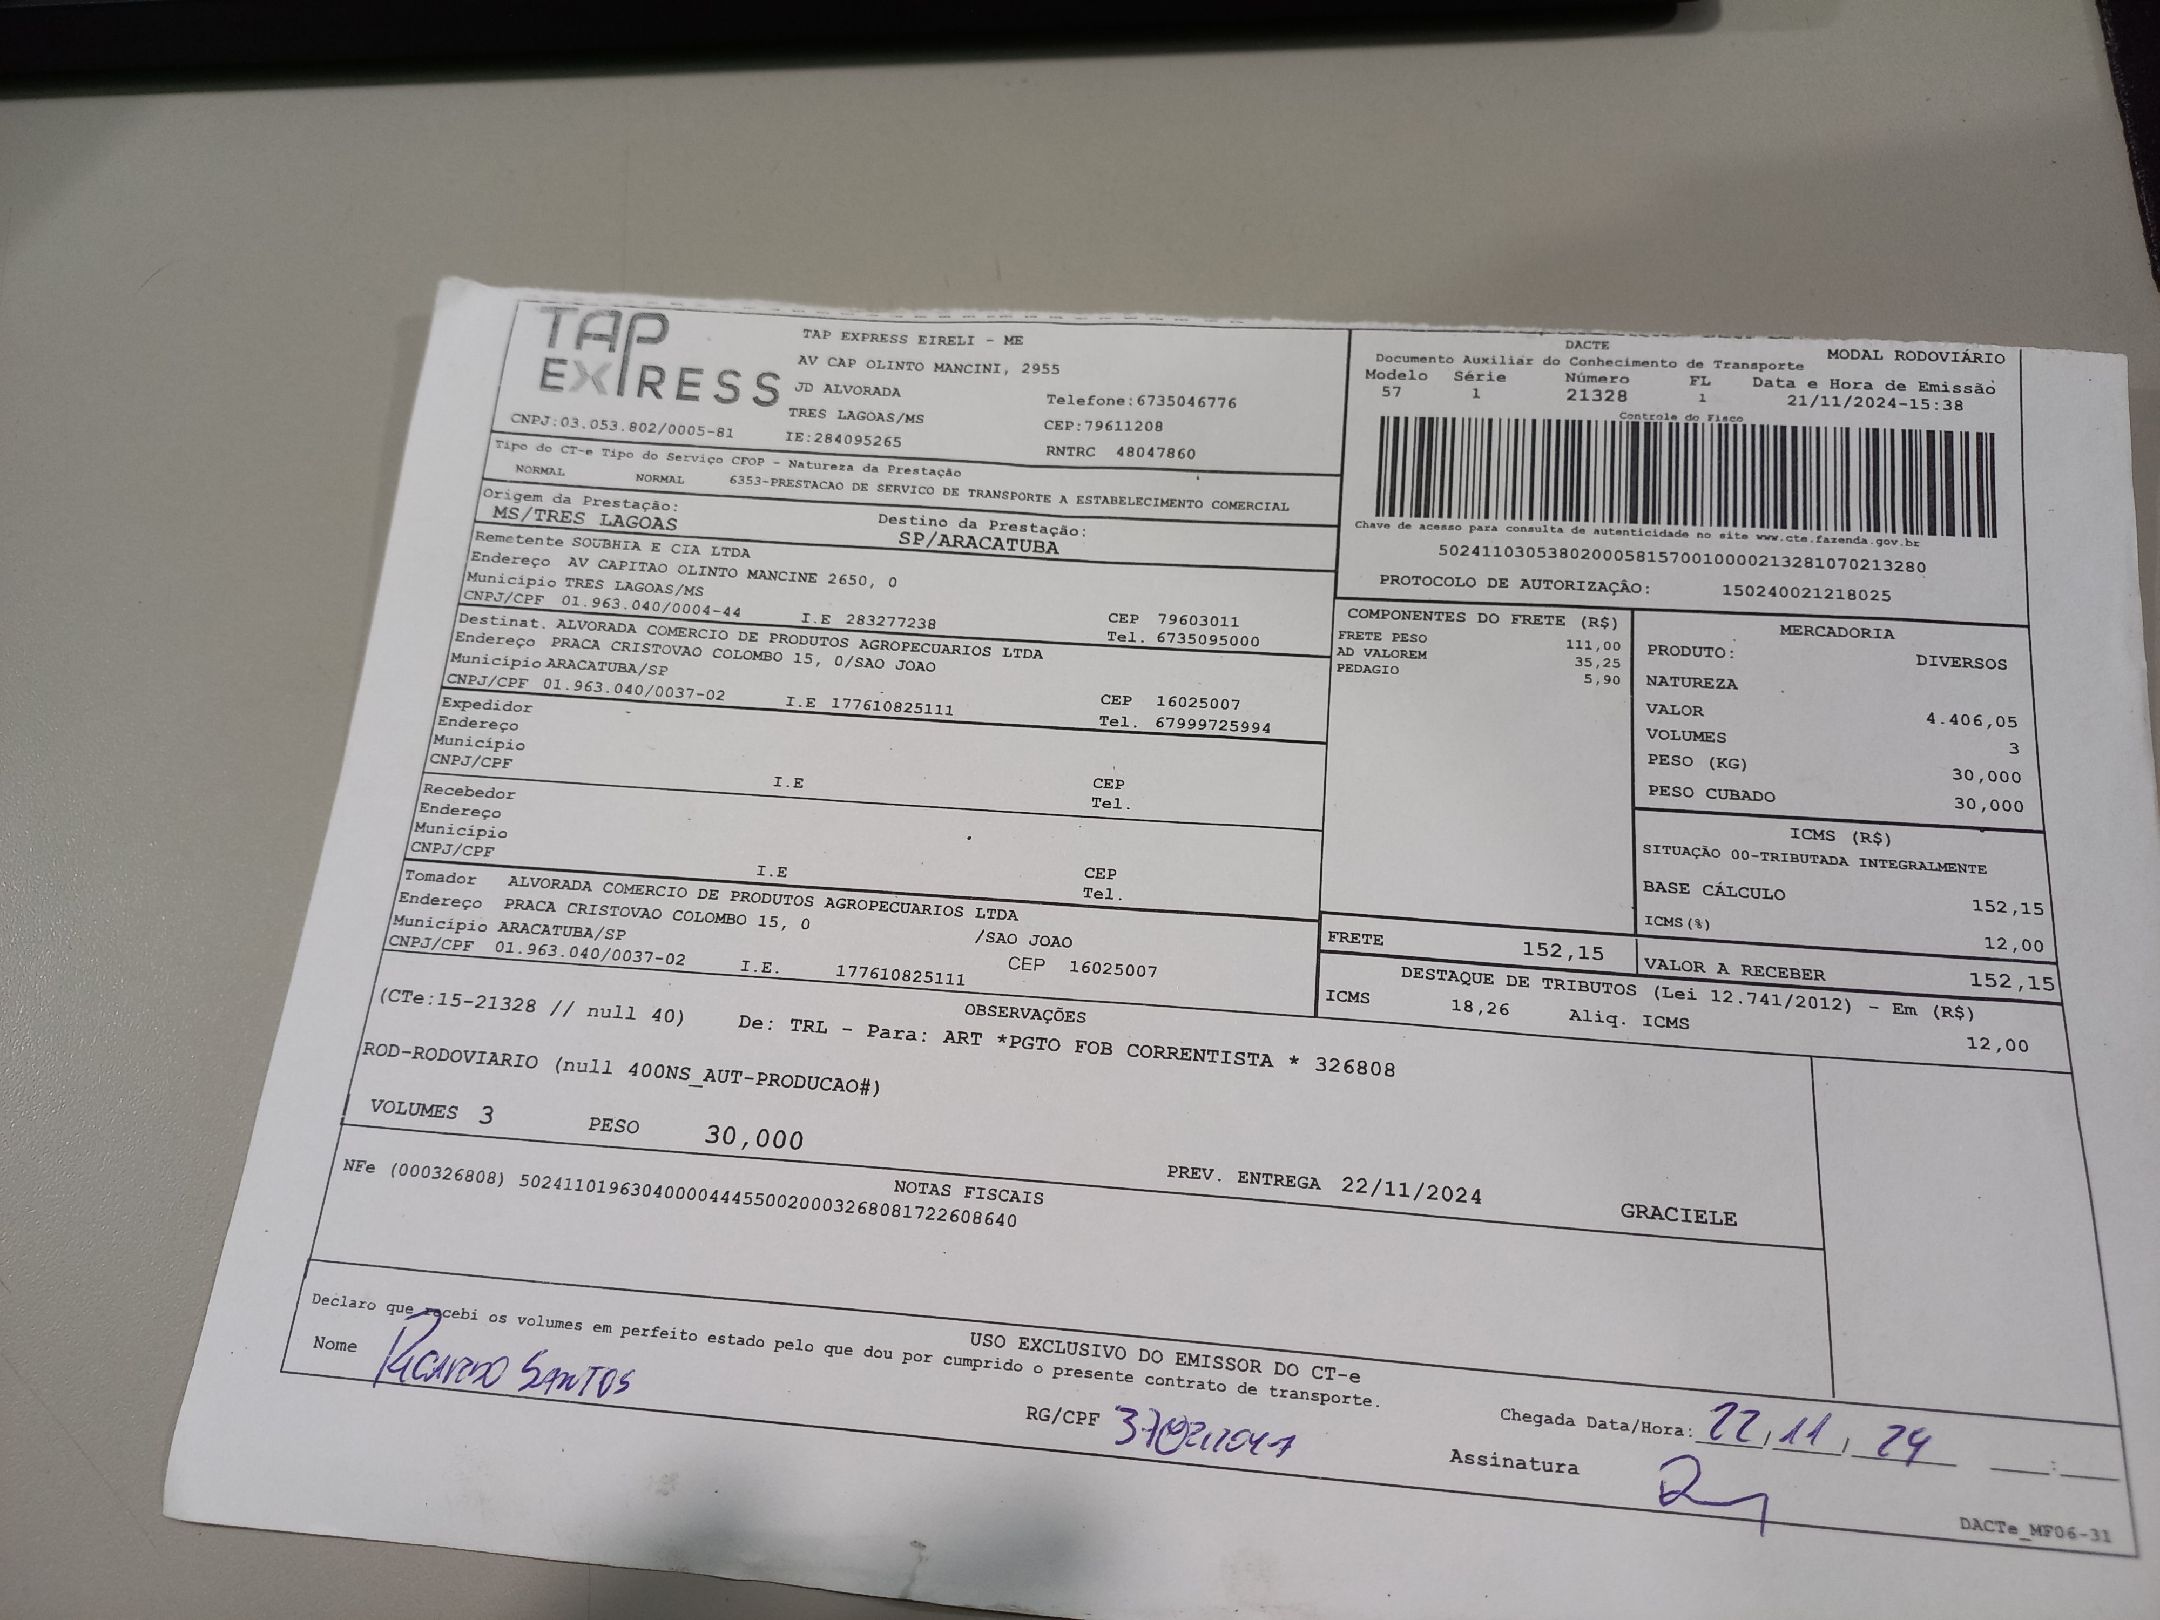 TAP EXPRESS
TAP EXPRESS EIRELI - ME
AV CAP OLINTO MANCINI, 2955
JD ALVORADA
Telefone:6735046776
TRES LAGOAS/MS
CEP:79611208
CNPJ:03.053.802/0005-81
IE:284095265
RNTRC 48047860
DACTE
MODAL RODOVIÁRIO
Documento Auxiliar do Conhecimento de Transporte
Modelo Série Número FL Data e Hora de Emissão
57 1 21328 1 21/11/2024-15:38
Controle do Fisco
Chave de acesso para consulta de autenticidade no site www.cte.fazenda.gov.br
50241103053802000581570010000213281070213280
PROTOCOLO DE AUTORIZAÇÃO: 150240021218025
Tipo do CT-e Tipo do Serviço CFOP - Natureza da Prestação
NORMAL NORMAL 6353-PRESTACAO DE SERVICO DE TRANSPORTE A ESTABELECIMENTO COMERCIAL
Origem da Prestação: Destino da Prestação:
MS/TRES LAGOAS SP/ARACATUBA
Remetente SOUBHIA E CIA LTDA
Endereço AV CAPITAO OLINTO MANCINE 2650, 0
Município TRES LAGOAS/MS CEP 79603011
CNPJ/CPF 01.963.040/0004-44 I.E 283277238 Tel. 6735095000
Destinat. ALVORADA COMERCIO DE PRODUTOS AGROPECUARIOS LTDA
Endereço PRACA CRISTOVAO COLOMBO 15, 0/SAO JOAO
Município ARACATUBA/SP CEP 16025007
CNPJ/CPF 01.963.040/0037-02 I.E 177610825111 Tel. 67999725994
Expedidor
Endereço
Município CEP
CNPJ/CPF I.E Tel.
Recebedor
Endereço
Município CEP
CNPJ/CPF I.E Tel.
Tomador ALVORADA COMERCIO DE PRODUTOS AGROPECUARIOS LTDA
Endereço PRACA CRISTOVAO COLOMBO 15, 0 /SAO JOAO
Município ARACATUBA/SP CEP 16025007
CNPJ/CPF 01.963.040/0037-02 I.E. 177610825111
COMPONENTES DO FRETE (R$)
FRETE PESO 111,00
AD VALOREM 35,25
PEDAGIO 5,90
MERCADORIA
PRODUTO: DIVERSOS
NATUREZA
VALOR 4.406,05
VOLUMES 3
PESO (KG) 30,000
PESO CUBADO 30,000
ICMS (R$)
SITUAÇÃO 00-TRIBUTADA INTEGRALMENTE
BASE CÁLCULO 152,15
ICMS(%) 12,00
FRETE 152,15
VALOR A RECEBER 152,15
DESTAQUE DE TRIBUTOS (Lei 12.741/2012) - Em (R$)
ICMS 18,26 Aliq. ICMS 12,00
OBSERVAÇÕES
(CTe:15-21328 // null 40) De: TRL - Para: ART *PGTO FOB CORRENTISTA * 326808
ROD-RODOVIARIO (null 400NS_AUT-PRODUCAO#)
VOLUMES 3 PESO 30,000 PREV. ENTREGA 22/11/2024 GRACIELE
NOTAS FISCAIS
NFe (000326808) 50241101963040000444550020003268081722608640
USO EXCLUSIVO DO EMISSOR DO CT-e
Declaro que recebi os volumes em perfeito estado pelo que dou por cumprido o presente contrato de transporte.
Nome RICARDO SANTOS RG/CPF Chegada Data/Hora: 22, 11, 24 :
Assinatura
DACTe_MF06-31